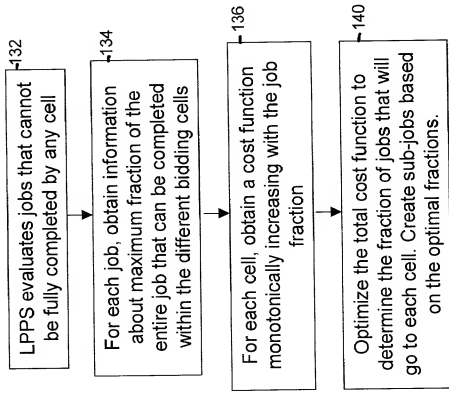 132
LPPS evaluates jobs that cannot
be fully completed by any cell
134
For each job, obtain information
about maximum fraction of the
entire job that can be completed
within the different bidding cells
136
For each cell, obtain a cost function
monotonically increasing with the job
fraction
140
Optimize the total cost function to
determine the fraction of jobs that will
go to each cell. Create sub-jobs based
on the optimal fractions.